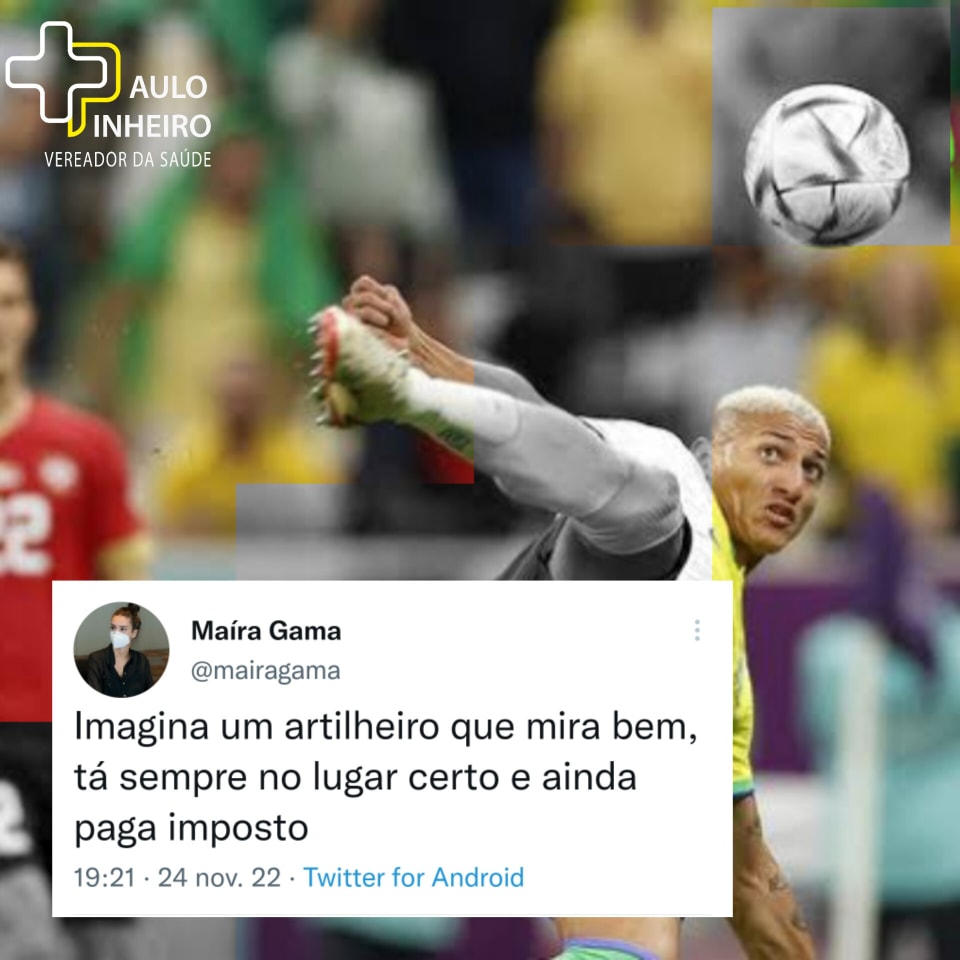 AULO
INHEIRO
VEREADOR DA SAÚDE
22
Maíra Gama
@mairagama
Imagina um artilheiro que mira bem,
tá sempre no lugar certo e ainda
paga imposto
19:21 · 24 nov. 22 · Twitter for Android